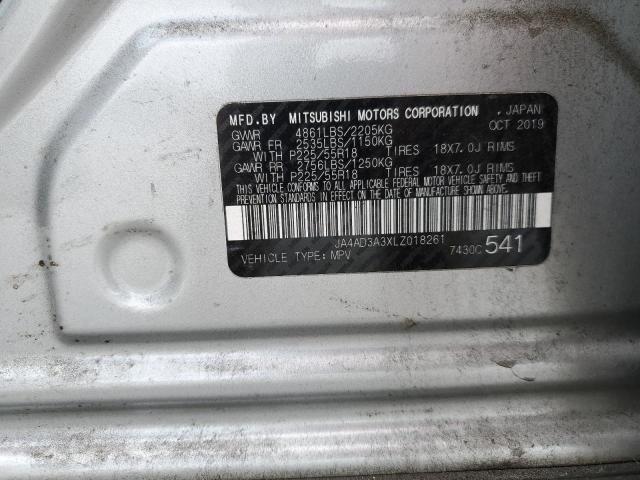 MFD.BY MITSUBISHI MOTORS CORPORATION . JAPAN
GVWR 4861LBS/2205KG OCT 2019
GAWR FR 2535LBS/1150KG
WITH P225/55R18 TIRES 18X7.0J RIMS
GAWR RR 2756LBS/1250KG
WITH P225/55R18 TIRES 18X7.0J RIMS
THIS VEHICLE CONFORMS TO ALL APPLICABLE FEDERAL MOTOR VEHICLE SAFETY AND THEFT
PREVENTION STANDARDS IN EFFECT ON THE DATE OF MANUFACTURE SHOWN ABOVE.
JA4AD3A3XLZ018261
VEHICLE TYPE:MPV 7430C541